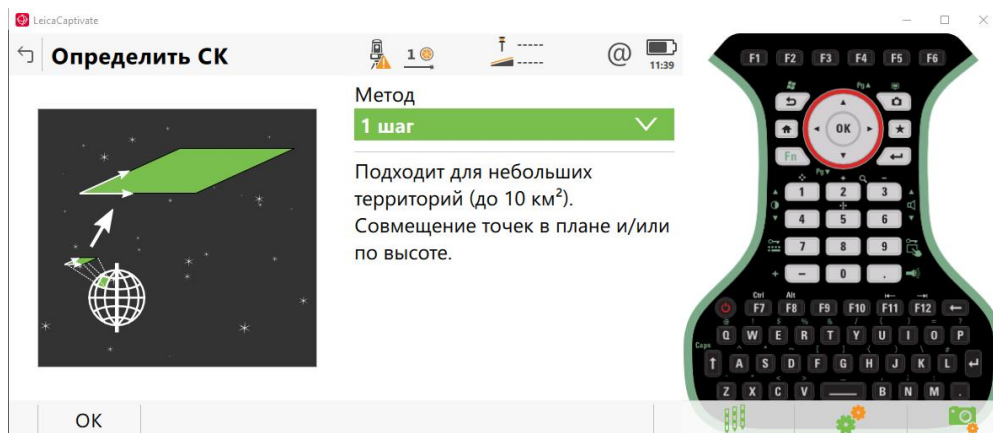 LeicaCaptivate
Определить СК
1
-----
-----
@
11:39
Метод
1 шаг
Подходит для небольших
территорий (до 10 км²).
Совмещение точек в плане и/или
по высоте.
OK
F1 F2 F3 F4 F5 F6
Pg
OK
Fn
Pg
1 2 3
4 5 6
7 8 9
+ - 0 .
Ctrl Alt
F7 F8 F9 F10 F11 F12
@ ! $ % & / ( ) = ?
Q W E R T Y U I O P
Caps
A S D F G H J K L
Z X C V B N M .